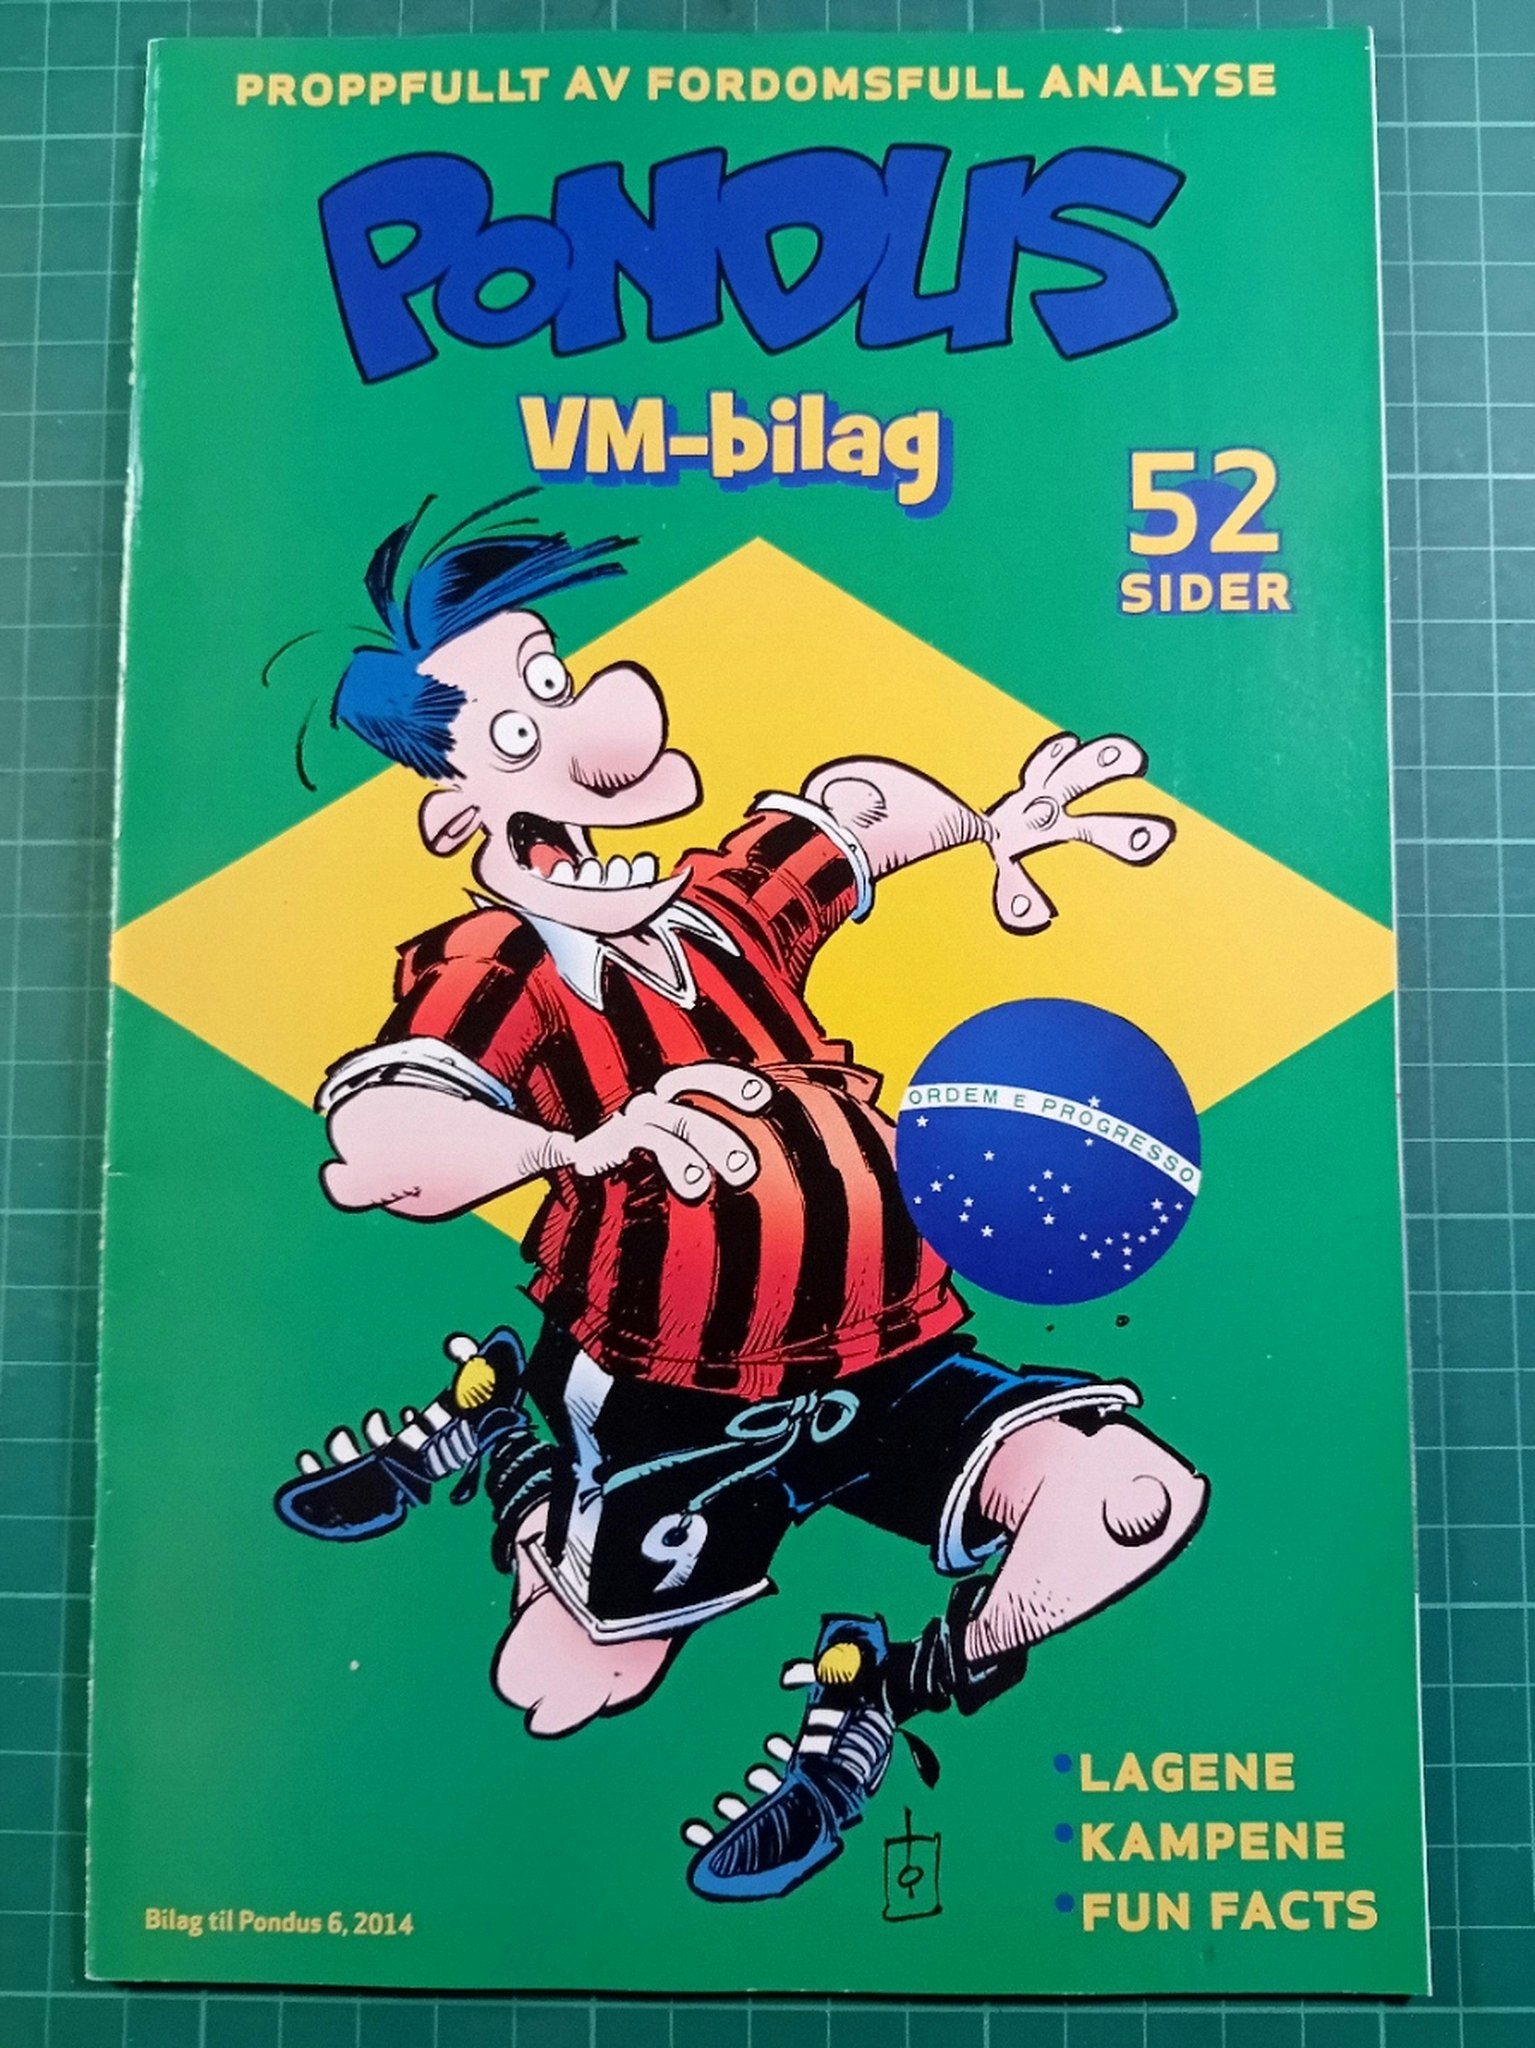 PROPPFULLT AV FORDOMSFULL ANALYSE
PONDUS
VM-bilag
52
SIDER
ORDEM E PROGRESSO
9
• LAGENE
• KAMPENE
• FUN FACTS
Bilag til Pondus 6, 2014